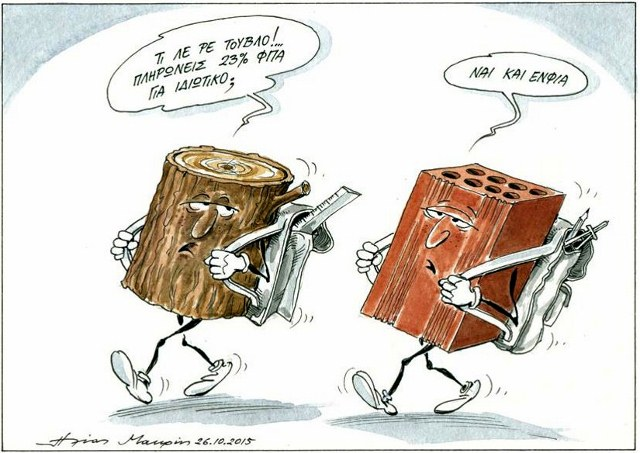 ΤΙ ΛΕ ΡΕ ΤΟΥΒΛΟ!...
ΠΛΗΡΩΝΕΙΣ 23% ΦΠΑ
ΓΙΑ ΙΔΙΩΤΙΚΟ;
ΝΑΙ ΚΑΙ ΕΝΦΙΑ
Ηλίας Μακρής 26.10.2015